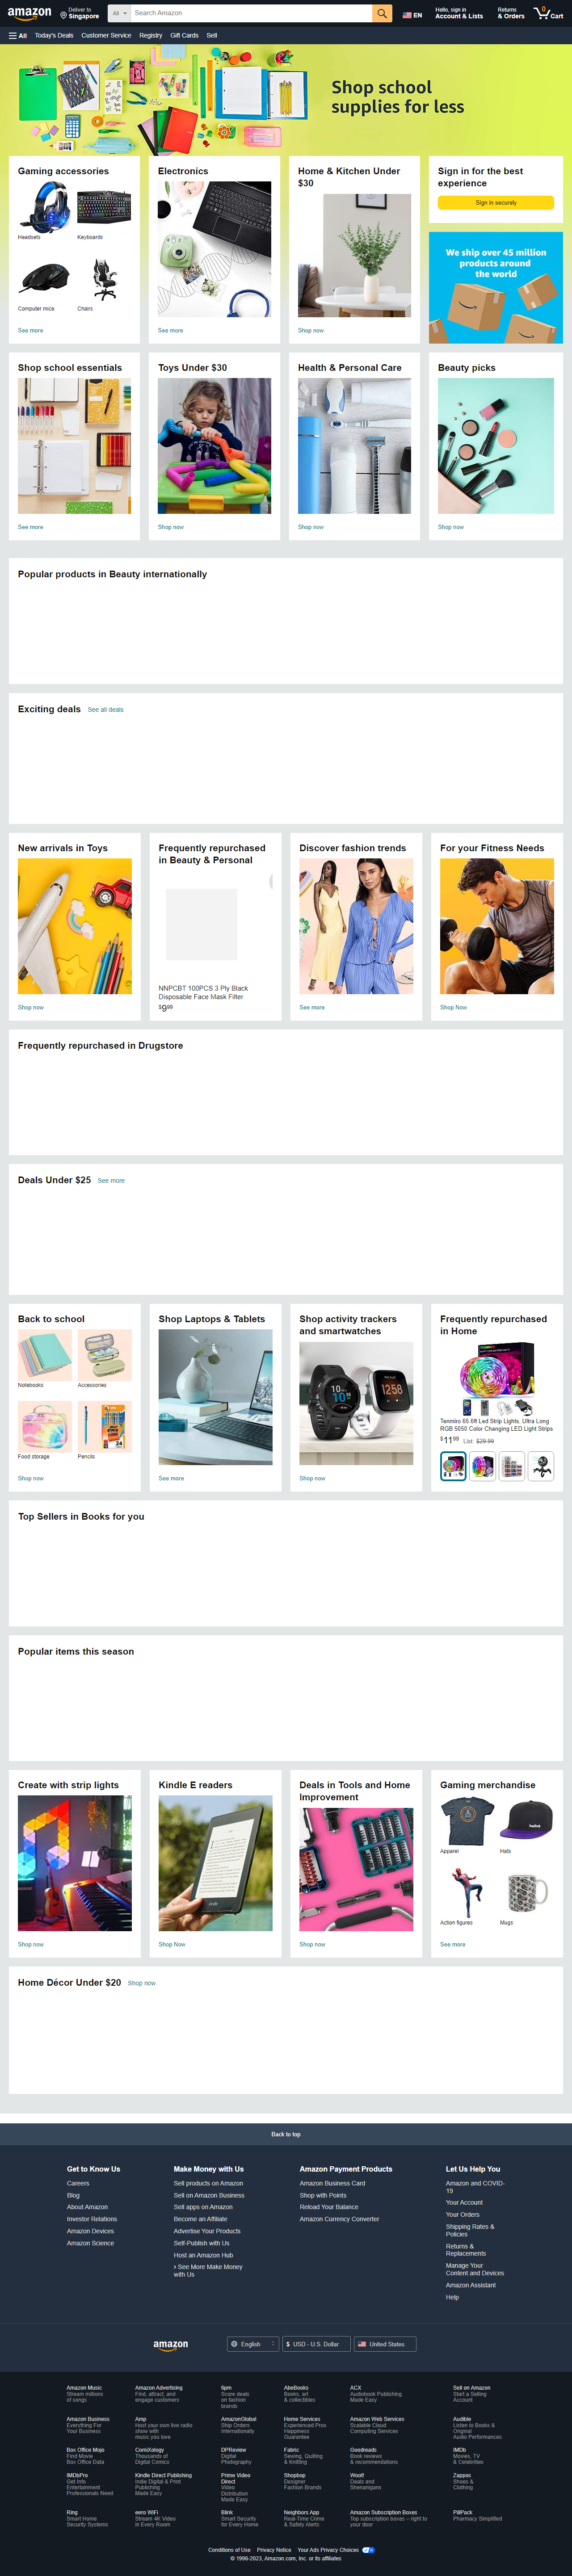 amazon
Deliver to
Singapore
All
Search Amazon
EN
Hello, sign in
Account & Lists
Returns
& Orders
0
Cart
All
Today's Deals
Customer Service
Registry
Gift Cards
Sell
Shop school
supplies for less
Gaming accessories
Headsets
Keyboards
Computer mice
Chairs
See more
Electronics
See more
Home & Kitchen Under
$30
Shop now
Sign in for the best
experience
Sign in securely
We ship over 45 million
products around
the world
Shop school essentials
See more
Toys Under $30
Shop now
Health & Personal Care
Shop now
Beauty picks
Shop now
Popular products in Beauty internationally
Exciting deals
See all deals
New arrivals in Toys
Shop now
Frequently repurchased
in Beauty & Personal
NNPCBT 100PCS 3 Ply Black
Disposable Face Mask Filter
$9.99
Discover fashion trends
See more
For your Fitness Needs
Shop Now
Frequently repurchased in Drugstore
Deals Under $25
See more
Back to school
Notebooks
Accessories
Food storage
Pencils
Shop now
Shop Laptops & Tablets
See more
Shop activity trackers
and smartwatches
Shop now
Frequently repurchased
in Home
Tenmiro 65.6ft Led Strip Lights, Ultra Long
RGB 5050 Color Changing LED Light Strips
$11.99
List: $29.99
Top Sellers in Books for you
Popular items this season
Create with strip lights
Shop now
Kindle E readers
Shop Now
Deals in Tools and Home
Improvement
Shop now
Gaming merchandise
Apparel
Hats
Action figures
Mugs
See more
Home Décor Under $20
Shop now
Back to top
Get to Know Us
Careers
Blog
About Amazon
Investor Relations
Amazon Devices
Amazon Science
Make Money with Us
Sell products on Amazon
Sell on Amazon Business
Sell apps on Amazon
Become an Affiliate
Advertise Your Products
Self-Publish with Us
Host an Amazon Hub
› See More Make Money
with Us
Amazon Payment Products
Amazon Business Card
Shop with Points
Reload Your Balance
Amazon Currency Converter
Let Us Help You
Amazon and COVID-
19
Your Account
Your Orders
Shipping Rates &
Policies
Returns &
Replacements
Manage Your
Content and Devices
Amazon Assistant
Help
amazon
English
$ USD - U.S. Dollar
United States
Amazon Music
Stream millions
of songs
Amazon Advertising
Find, attract, and
engage customers
6pm
Score deals
on fashion
brands
AbeBooks
Books, art
& collectibles
ACX
Audiobook Publishing
Made Easy
Sell on Amazon
Start a Selling
Account
Amazon Business
Everything For
Your Business
Amp
Host your own live radio
show with
music you love
AmazonGlobal
Ship Orders
Internationally
Home Services
Experienced Pros
Happiness
Guarantee
Amazon Web Services
Scalable Cloud
Computing Services
Audible
Listen to Books &
Original
Audio Performances
Box Office Mojo
Find Movie
Box Office Data
ComiXology
Thousands of
Digital Comics
DPReview
Digital
Photography
Fabric
Sewing, Quilting
& Knitting
Goodreads
Book reviews
& recommendations
IMDb
Movies, TV
& Celebrities
IMDbPro
Get Info
Entertainment
Professionals Need
Kindle Direct Publishing
Indie Digital & Print
Publishing
Made Easy
Prime Video
Direct
Video
Distribution
Made Easy
Shopbop
Designer
Fashion Brands
Woot!
Deals and
Shenanigans
Zappos
Shoes &
Clothing
Ring
Smart Home
Security Systems
eero WiFi
Stream 4K Video
in Every Room
Blink
Smart Security
for Every Home
Neighbors App
Real-Time Crime
& Safety Alerts
Amazon Subscription Boxes
Top subscription boxes – right to
your door
PillPack
Pharmacy Simplified
Conditions of Use
Privacy Notice
Your Ads Privacy Choices
© 1996-2023, Amazon.com, Inc. or its affiliates